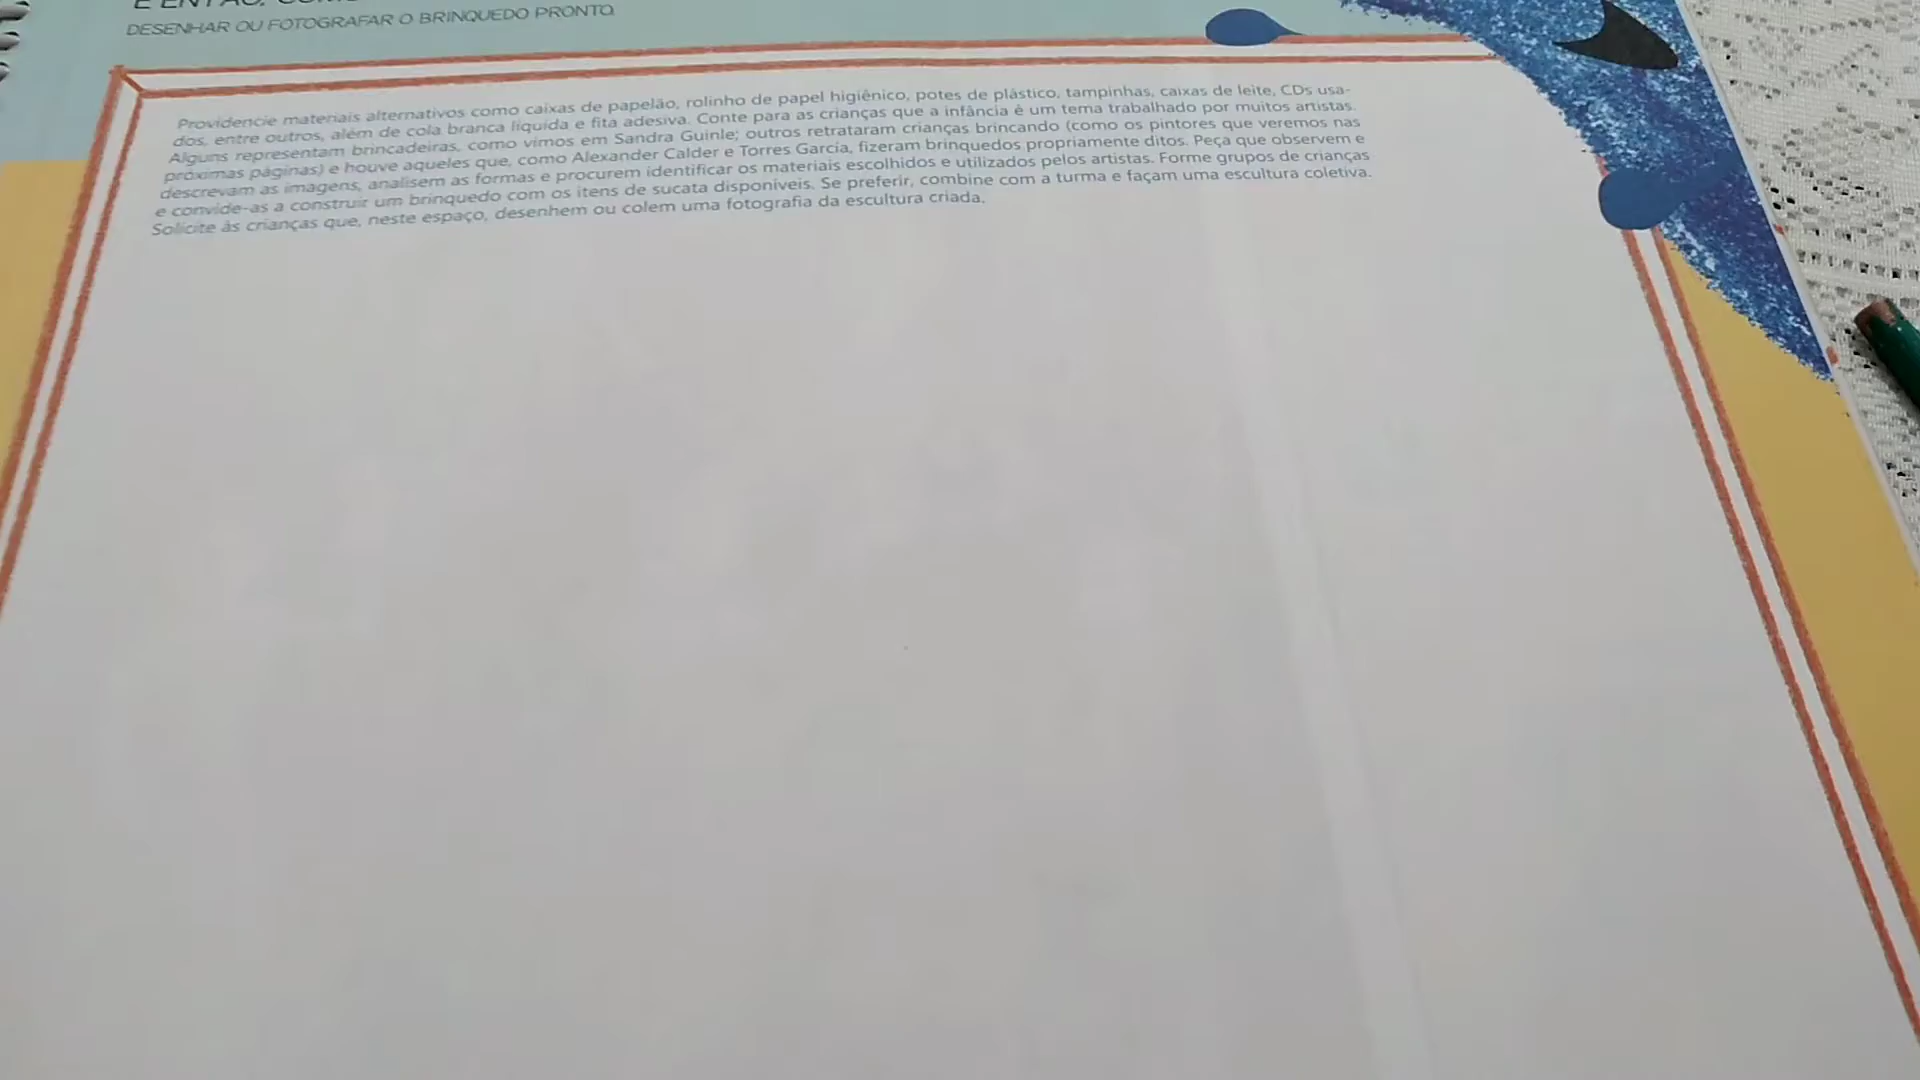 E ENTÃO,
DESENHAR OU FOTOGRAFAR O BRINQUEDO PRONTO.
Providencie materiais alternativos como caixas de papelão, rolinho de papel higiênico, potes de plástico, tampinhas, caixas de leite, CDs usa-
dos, entre outros, além de cola branca líquida e fita adesiva. Conte para as crianças que a infância é um tema trabalhado por muitos artistas.
Alguns representam brincadeiras, como vimos em Sandra Guinle; outros retrataram crianças brincando (como os pintores que veremos nas
próximas páginas) e houve aqueles que, como Alexander Calder e Torres García, fizeram brinquedos propriamente ditos. Peça que observem e
descrevam as imagens, analisem as formas e procurem identificar os materiais escolhidos e utilizados pelos artistas. Forme grupos de crianças
e convide-as a construir um brinquedo com os itens de sucata disponíveis. Se preferir, combine com a turma e façam uma escultura coletiva.
Solicite às crianças que, neste espaço, desenhem ou colem uma fotografia da escultura criada.